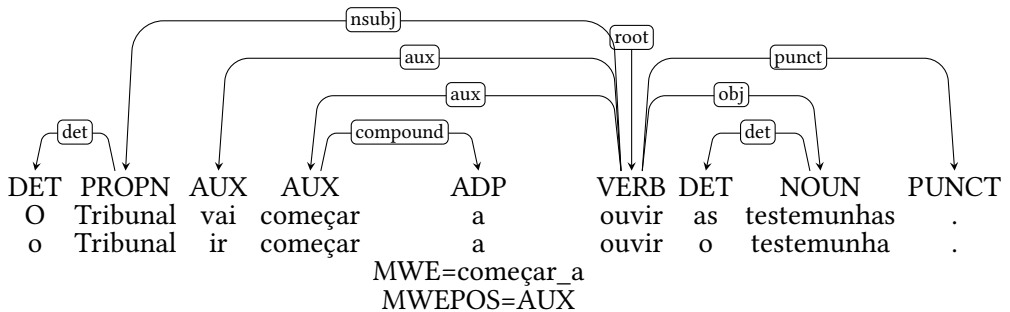 nsubj
root
aux
punct
aux
obj
det
compound
det
DET PROPN AUX AUX ADP VERB DET NOUN PUNCT
O Tribunal vai começar a ouvir as testemunhas .
o Tribunal ir começar a ouvir o testemunha .
MWE=começar_a
MWEPOS=AUX